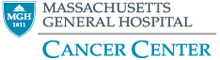 MGH
1811
MASSACHUSETTS
GENERAL HOSPITAL
CANCER CENTER